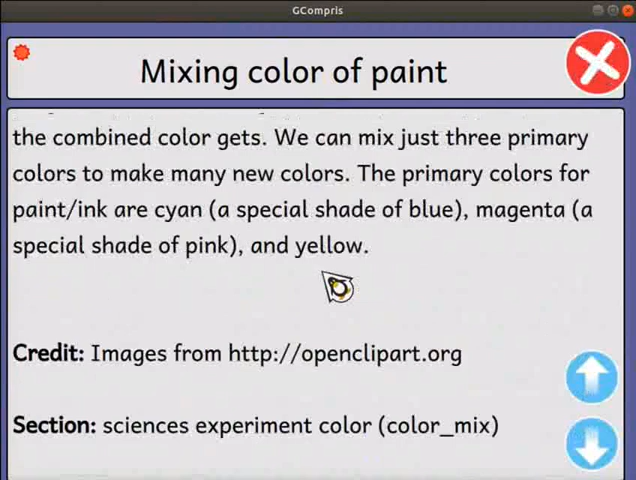 GCompris
Mixing color of paint
the combined color gets. We can mix just three primary
colors to make many new colors. The primary colors for
paint/ink are cyan (a special shade of blue), magenta (a
special shade of pink), and yellow.
Credit: Images from http://openclipart.org
Section: sciences experiment color (color_mix)